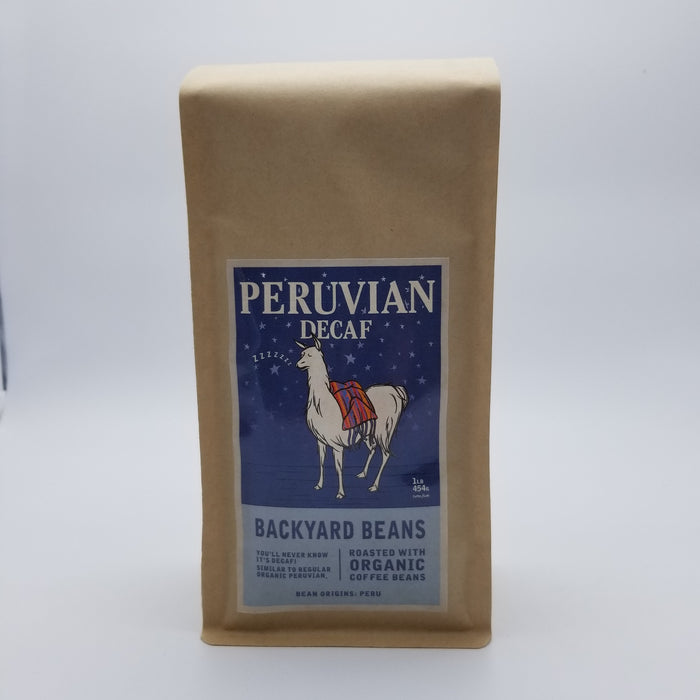 PERUVIAN
DECAF
ZZZZZZZ
1LB
454G
BACKYARD BEANS
YOU'LL NEVER KNOW
IT'S DECAF!
SIMILAR TO REGULAR
ORGANIC PERUVIAN.
ROASTED WITH
ORGANIC
COFFEE BEANS
BEAN ORIGINS: PERU